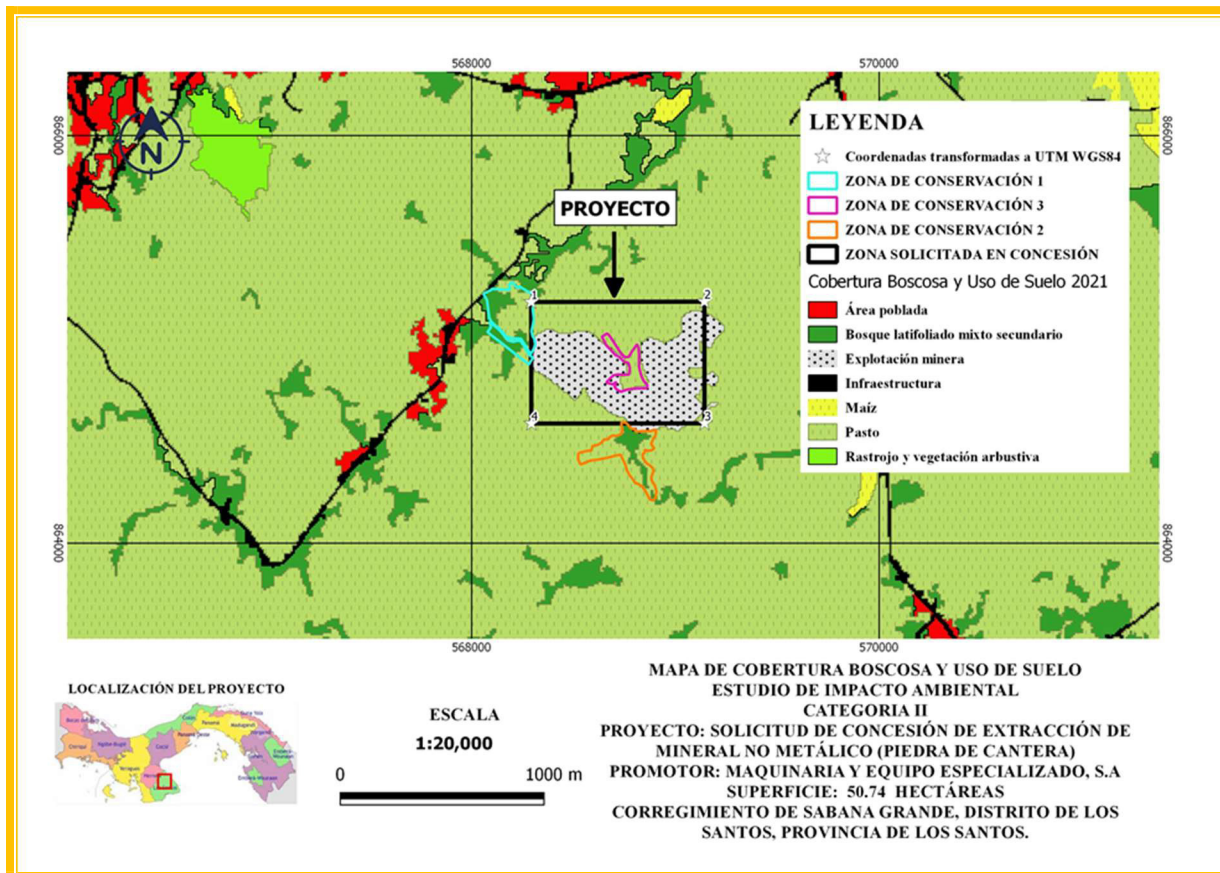 568000
570000
866000
866000
N
PROYECTO
LEYENDA
Coordenadas transformadas a UTM WGS84
ZONA DE CONSERVACIÓN 1
ZONA DE CONSERVACIÓN 3
ZONA DE CONSERVACIÓN 2
ZONA SOLICITADA EN CONCESIÓN
Cobertura Boscosa y Uso de Suelo 2021
Área poblada
Bosque latifoliado mixto secundario
Explotación minera
Infraestructura
Maíz
Pasto
Rastrojo y vegetación arbustiva
1
2
4
3
864000
864000
568000
570000
LOCALIZACIÓN DEL PROYECTO
ESCALA
1:20,000
0 1000 m
MAPA DE COBERTURA BOSCOSA Y USO DE SUELO
ESTUDIO DE IMPACTO AMBIENTAL
CATEGORIA II
PROYECTO: SOLICITUD DE CONCESIÓN DE EXTRACCIÓN DE
MINERAL NO METÁLICO (PIEDRA DE CANTERA)
PROMOTOR: MAQUINARIA Y EQUIPO ESPECIALIZADO, S.A
SUPERFICIE: 50.74 HECTÁREAS
CORREGIMIENTO DE SABANA GRANDE, DISTRITO DE LOS
SANTOS, PROVINCIA DE LOS SANTOS.